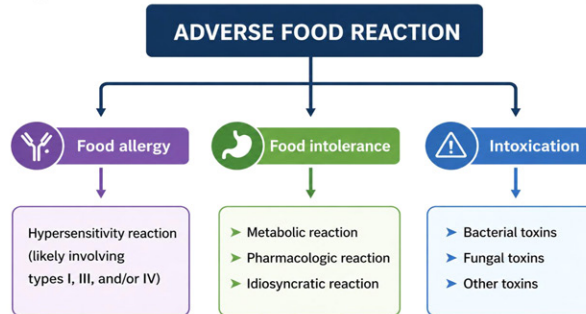 ADVERSE FOOD REACTION
Food allergy
Food intolerance
Intoxication
Hypersensitivity reaction
(likely involving
types I, III, and/or IV)
Metabolic reaction
Pharmacologic reaction
Idiosyncratic reaction
Bacterial toxins
Fungal toxins
Other toxins